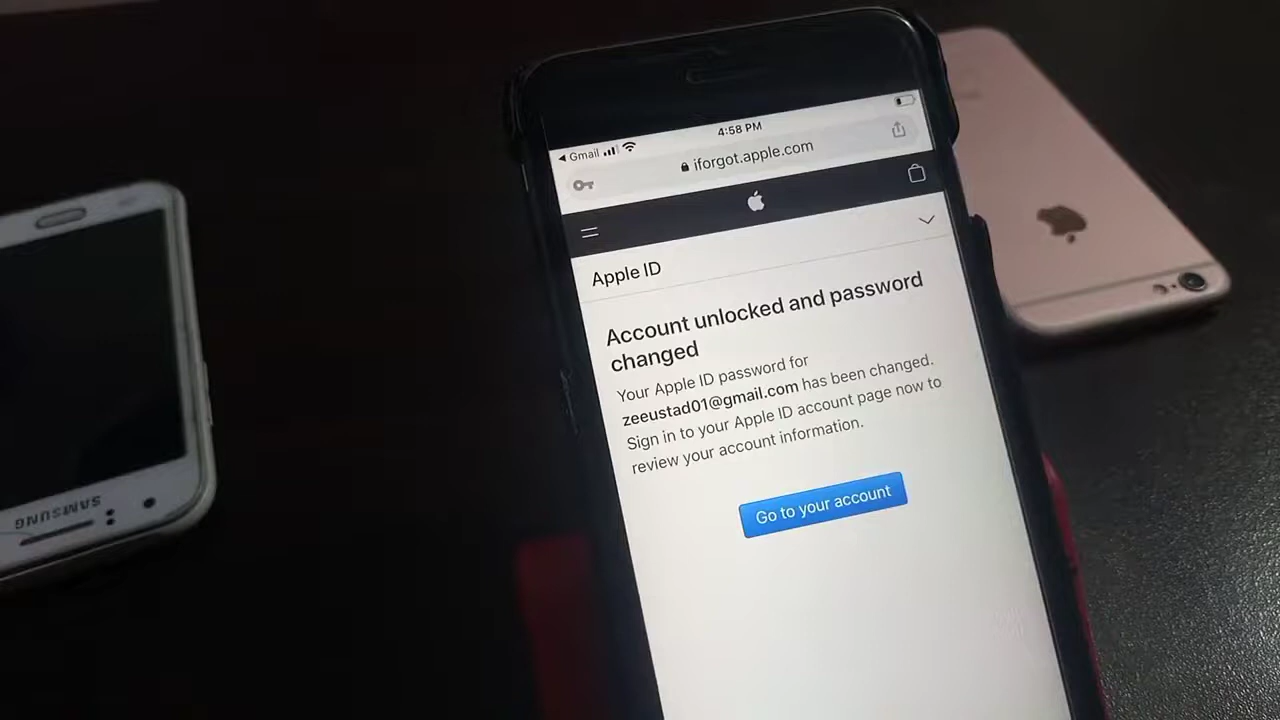 4:58 PM
◀ Gmail
iforgot.apple.com
Apple ID
Account unlocked and password
changed
Your Apple ID password for
zeeustad01@gmail.com has been changed.
Sign in to your Apple ID account page now to
review your account information.
Go to your account
SAMSUNG